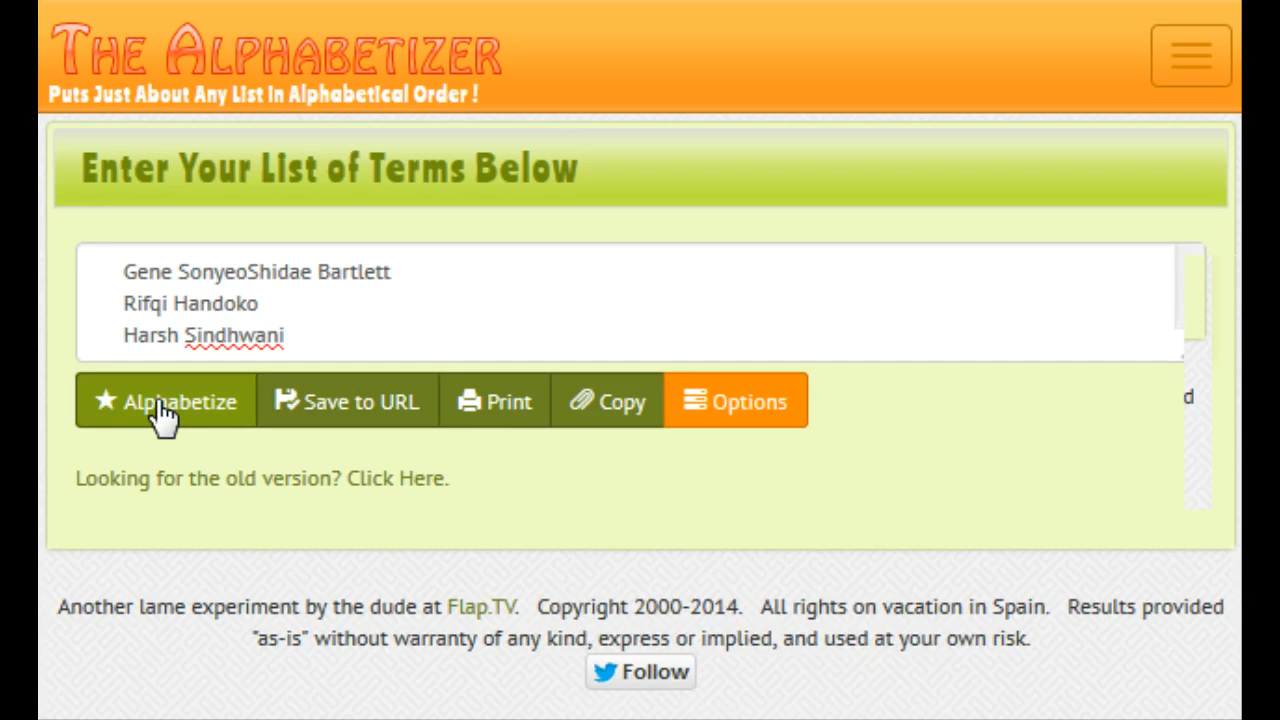 The Alphabetizer
Puts Just About Any List In Alphabetical Order !
Enter Your List of Terms Below
Gene SonyeoShidae Bartlett
Rifqi Handoko
Harsh Sindhwani
Alphabetize Save to URL Print Copy Options
d
Looking for the old version? Click Here.
Another lame experiment by the dude at Flap.TV. Copyright 2000-2014. All rights on vacation in Spain. Results provided
"as-is" without warranty of any kind, express or implied, and used at your own risk.
Follow